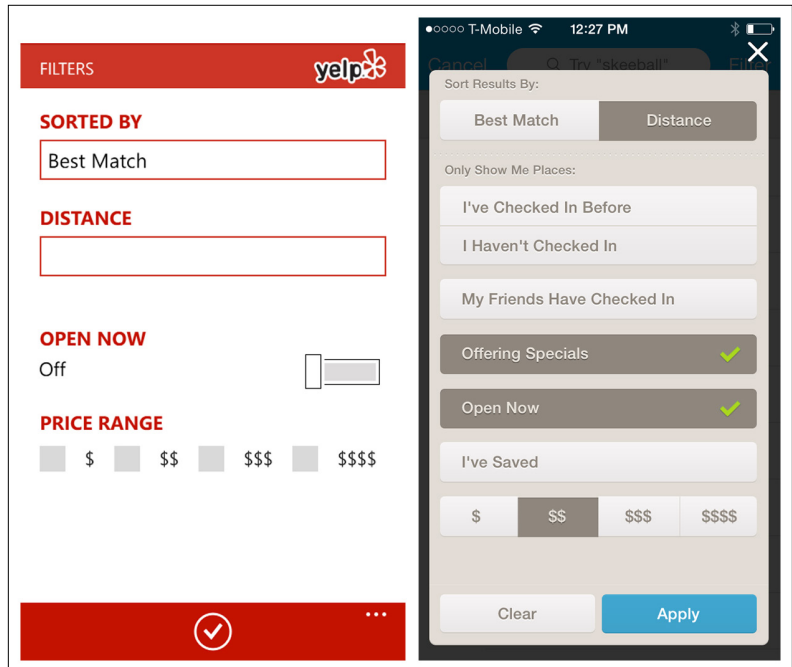 FILTERS
yelp
SORTED BY
Best Match
DISTANCE
OPEN NOW
Off
PRICE RANGE
$ $$ $$$ $$$$
...
T-Mobile 12:27 PM
Cancel Try "skeeball" Filter
Sort Results By:
Best Match Distance
Only Show Me Places:
I've Checked In Before
I Haven't Checked In
My Friends Have Checked In
Offering Specials
Open Now
I've Saved
$ $$ $$$ $$$$
Clear Apply